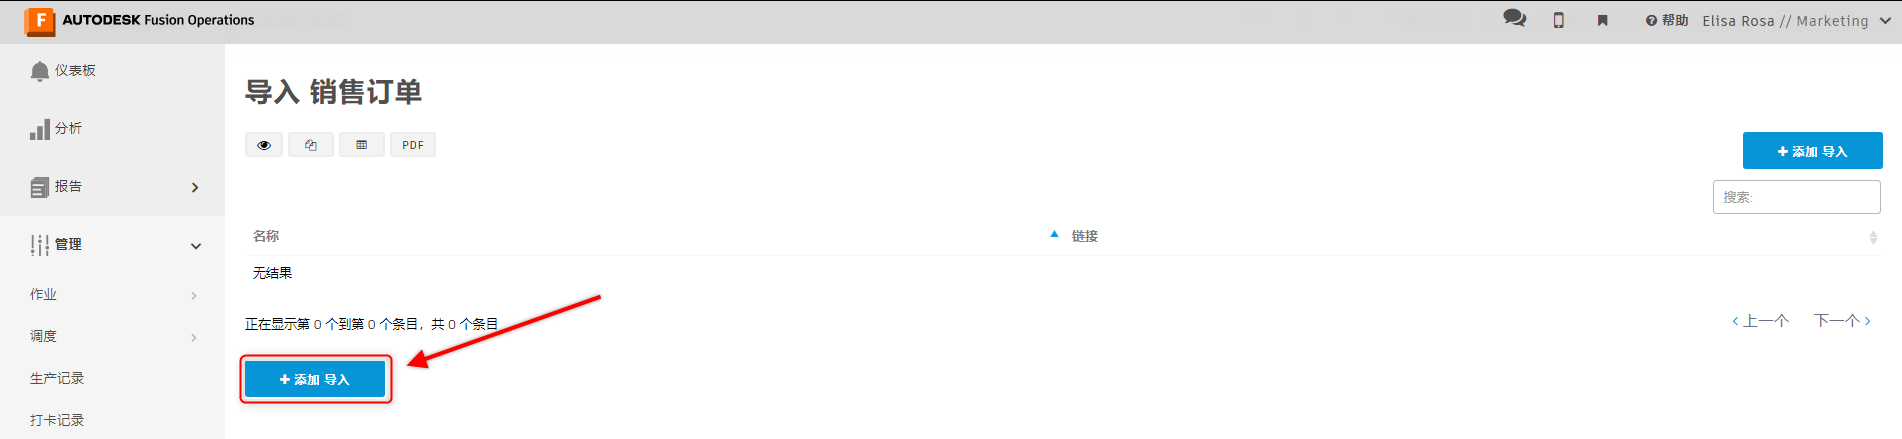 AUTODESK Fusion Operations
帮助 Elisa Rosa // Marketing
仪表板
分析
报告
管理
作业
调度
生产记录
打卡记录
导入 销售订单
PDF
添加 导入
搜索:
名称 链接
无结果
正在显示第 0 个到第 0 个条目，共 0 个条目
上一个 下一个
添加 导入